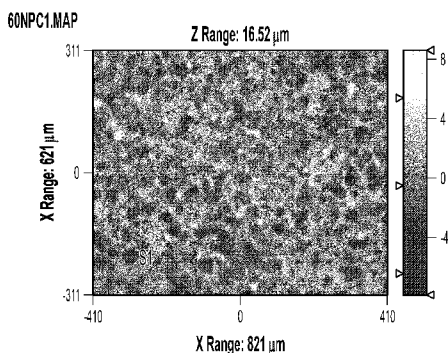 60NPC1.MAP
Z Range: 16.52 μm
311
8
4
X Range: 621 μm
0
0
-4
S1
-311
-410
0
410
X Range: 821 μm